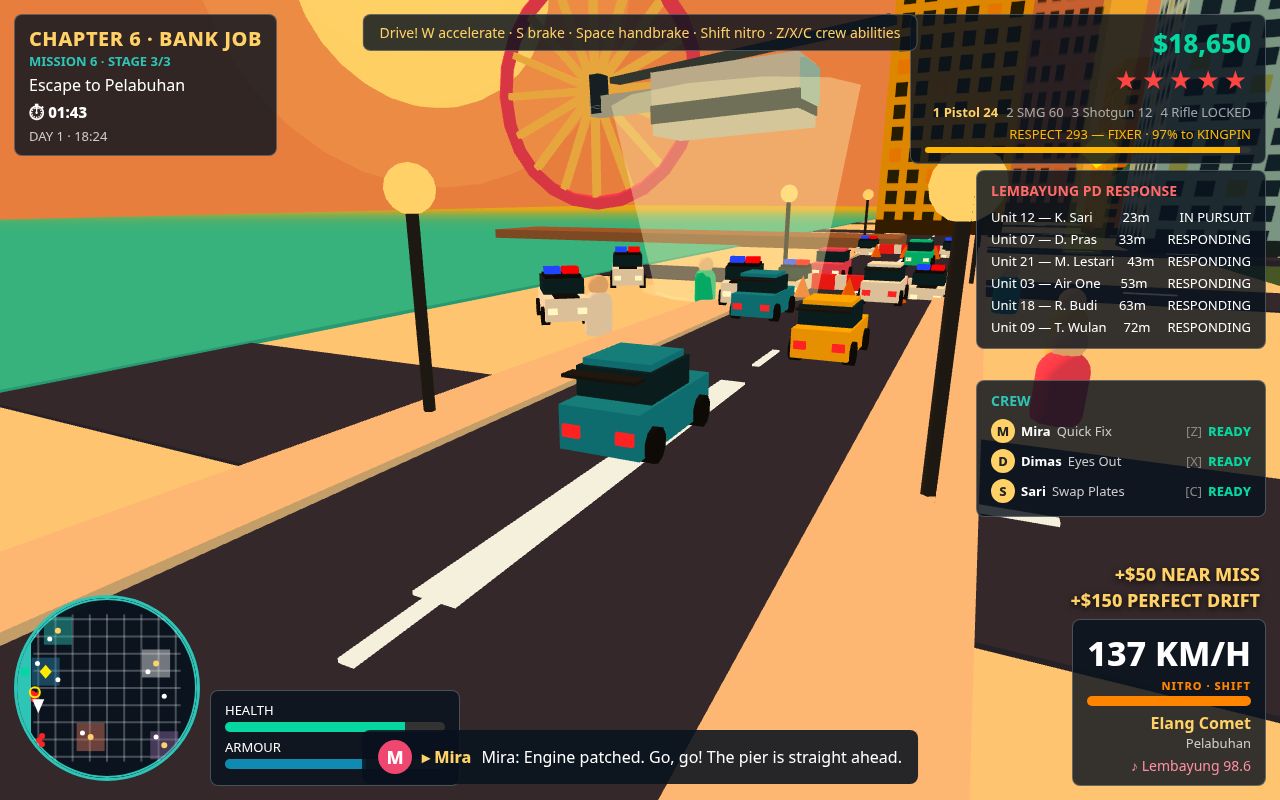 CHAPTER 6 · BANK JOB
MISSION 6 · STAGE 3/3
Escape to Pelabuhan
⏱ 01:43
DAY 1 · 18:24
Drive! W accelerate · S brake · Space handbrake · Shift nitro · Z/X/C crew abilities
$18,650
★ ★ ★ ★ ★
1 Pistol 24 2 SMG 60 3 Shotgun 12 4 Rifle LOCKED
RESPECT 293 — FIXER · 97% to KINGPIN
LEMBAYUNG PD RESPONSE
Unit 12 — K. Sari 23m IN PURSUIT
Unit 07 — D. Pras 33m RESPONDING
Unit 21 — M. Lestari 43m RESPONDING
Unit 03 — Air One 53m RESPONDING
Unit 18 — R. Budi 63m RESPONDING
Unit 09 — T. Wulan 72m RESPONDING
CREW
M Mira Quick Fix [Z] READY
D Dimas Eyes Out [X] READY
S Sari Swap Plates [C] READY
+$50 NEAR MISS
+$150 PERFECT DRIFT
137 KM/H
NITRO · SHIFT
Elang Comet
Pelabuhan
♪ Lembayung 98.6
HEALTH
ARMOUR
M ▸ Mira Mira: Engine patched. Go, go! The pier is straight ahead.